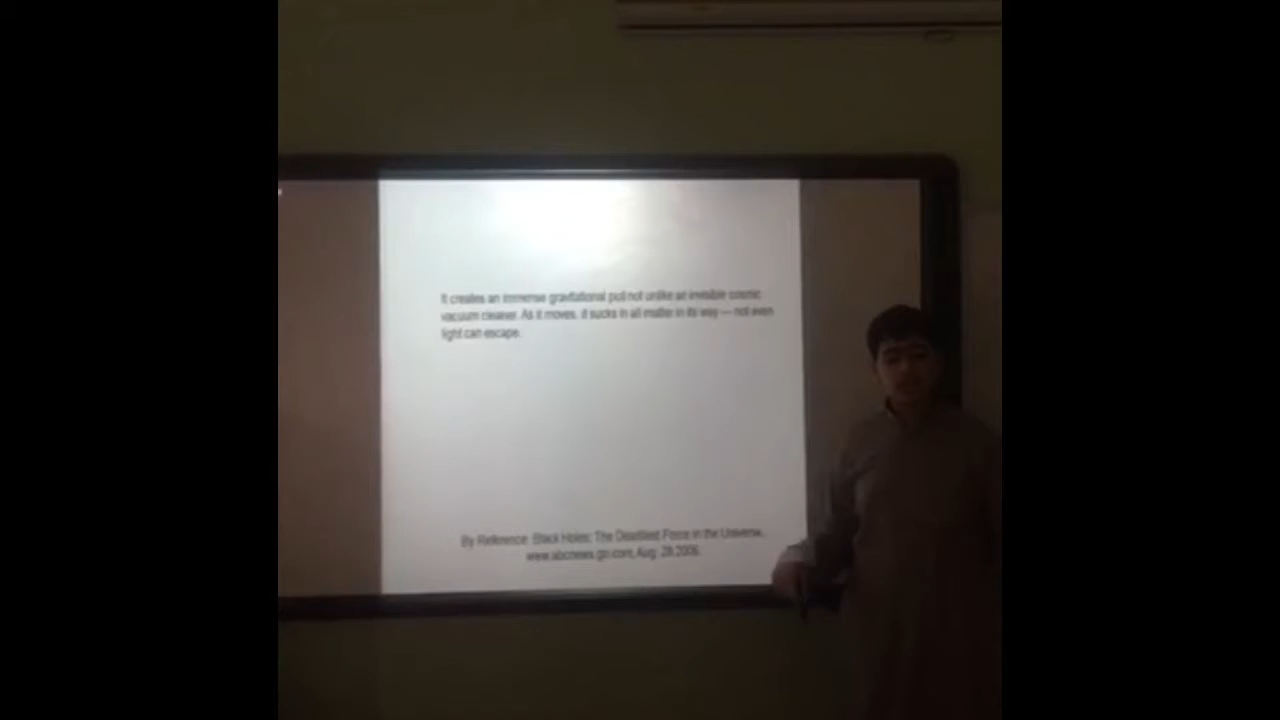 It creates an immense gravitational pull not unlike an invisible cosmic
vacuum cleaner. As it moves, it sucks in all matter in its way — not even
light can escape.
By Reference: Black Holes: The Deadliest Force in the Universe,
www.abcnews.go.com, Aug. 28.2006.